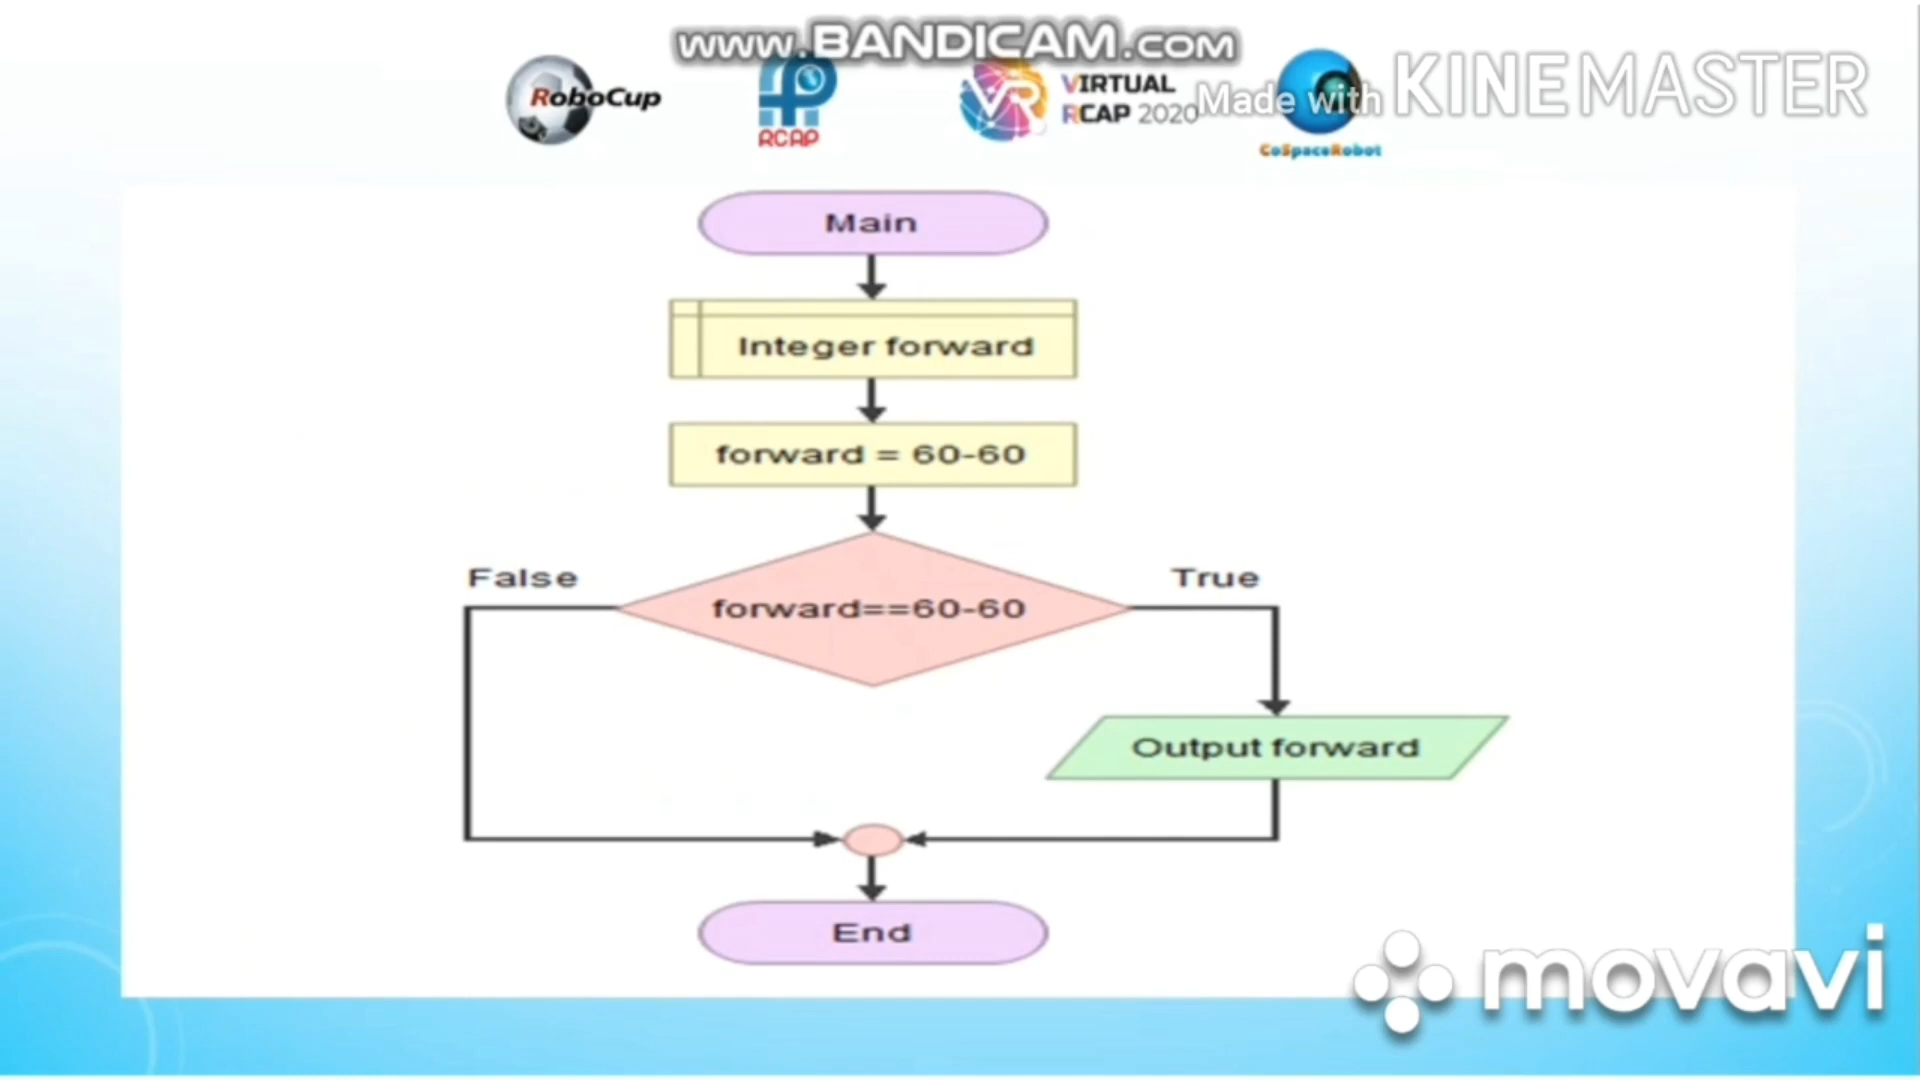 www.BANDICAM.com
RoboCup
RCAP
VIRTUAL
RCAP 2020
Made with KINEMASTER
CoSpaceRobot
Main
Integer forward
forward = 60-60
False
True
forward==60-60
Output forward
End
movavi